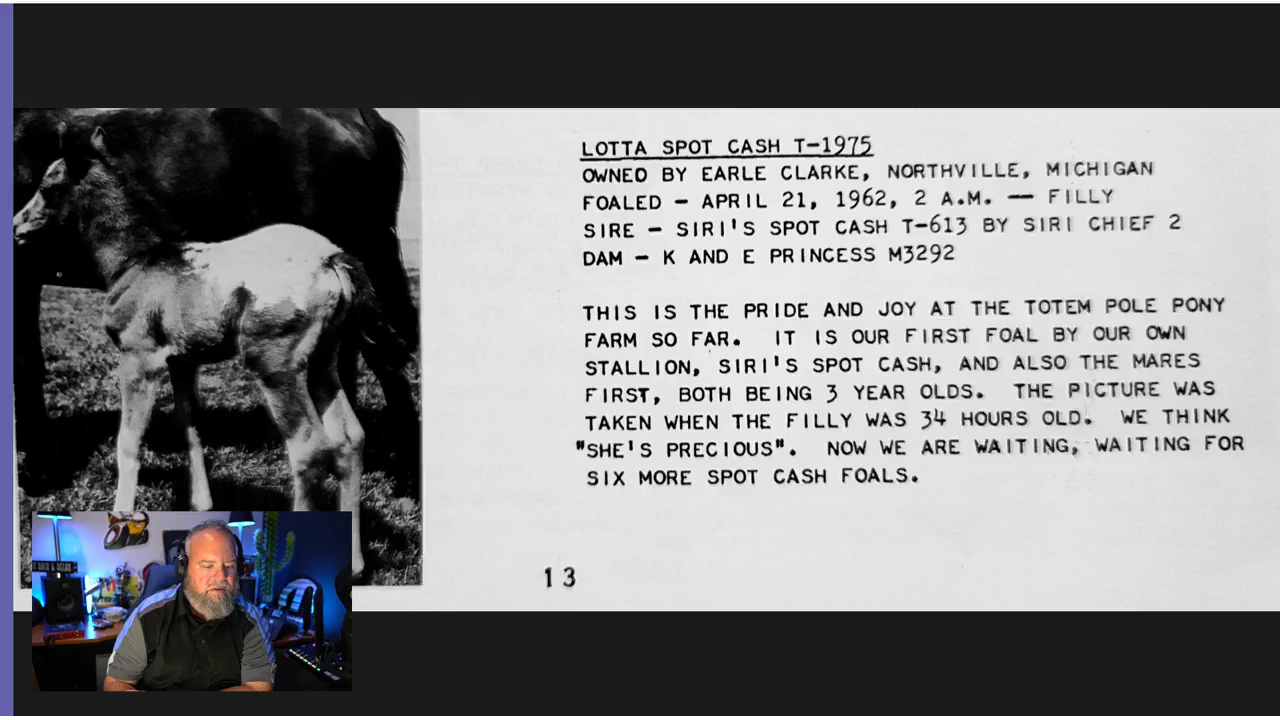 LOTTA SPOT CASH T-1975
OWNED BY EARLE CLARKE, NORTHVILLE, MICHIGAN
FOALED - APRIL 21, 1962, 2 A.M. -- FILLY
SIRE - SIRI'S SPOT CASH T-613 BY SIRI CHIEF 2
DAM - K AND E PRINCESS M3292
THIS IS THE PRIDE AND JOY AT THE TOTEM POLE PONY
FARM SO FAR. IT IS OUR FIRST FOAL BY OUR OWN
STALLION, SIRI'S SPOT CASH, AND ALSO THE MARES
FIRST, BOTH BEING 3 YEAR OLDS. THE PICTURE WAS
TAKEN WHEN THE FILLY WAS 34 HOURS OLD. WE THINK
"SHE'S PRECIOUS". NOW WE ARE WAITING, WAITING FOR
SIX MORE SPOT CASH FOALS.
13